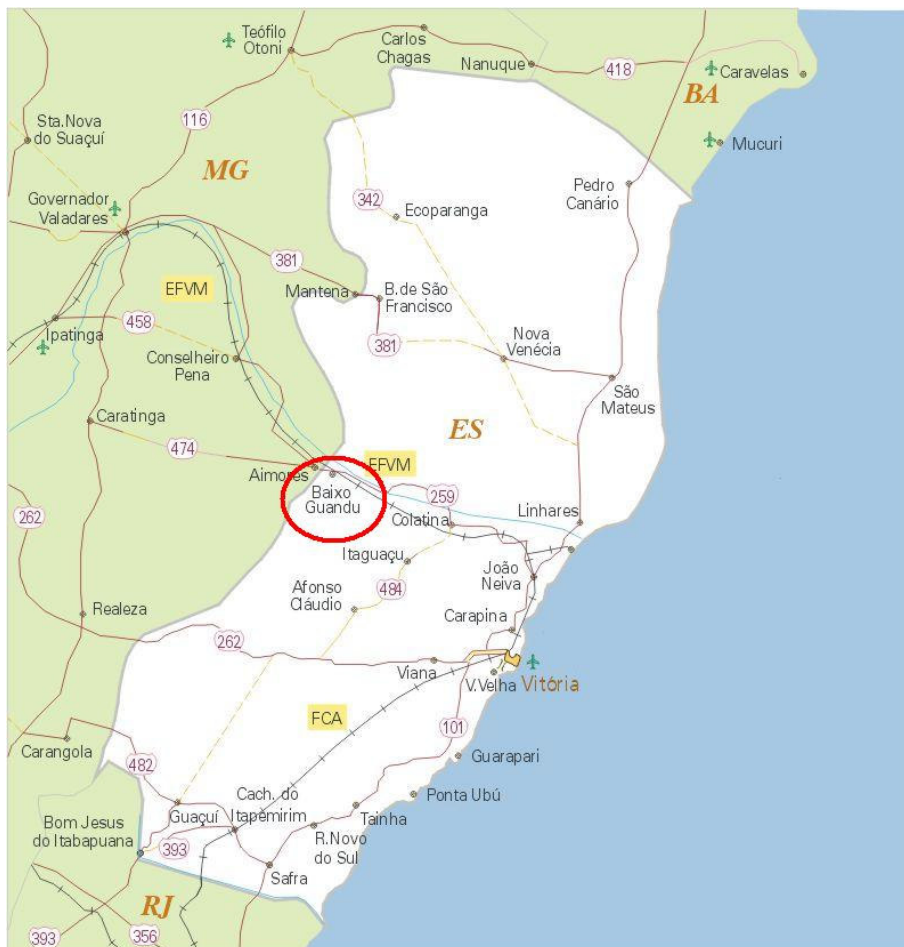 Teófilo
Otoni
Carlos
Chagas
Nanuque
418
Caravelas
BA
Sta.Nova
do Suaçuí
116
Mucuri
MG
Pedro
Canário
Governador
Valadares
342
Ecoparanga
381
EFVM
Mantena
B.de São
Francisco
Ipatinga
458
381
Nova
Venécia
Conselheiro
Pena
São
Mateus
Caratinga
ES
474
Aimores
EFVM
Baixo
Guandu
259
Colatina
Linhares
262
Itaguaçu
João
Neiva
484
Afonso
Cláudio
Realeza
Carapina
262
Viana
V.Velha
Vitória
FCA
101
Carangola
482
Guarapari
Ponta Ubú
Guaçuí
Cach. do
Itapemirim
Tainha
Bom Jesus
do Itabapuana
393
R.Novo
do Sul
Safra
RJ
393
356